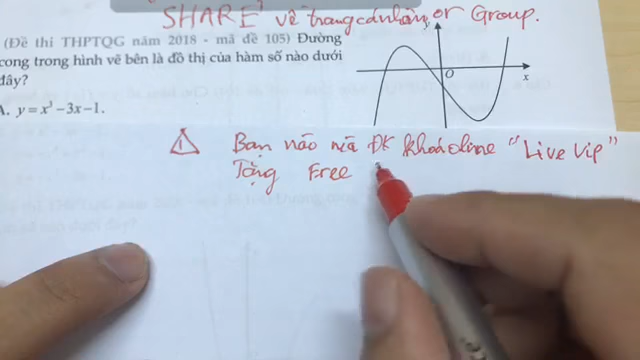 SHARE về trang cá nhân or Group.
(Đề thi THPTQG năm 2018 - mã đề 105) Đường
cong trong hình vẽ bên là đồ thị của hàm số nào dưới
đây?
y
O
x
A. y = x³ - 3x - 1.
! Bạn nào mà ĐK khoá oline "Live Vip"
Tặng Free